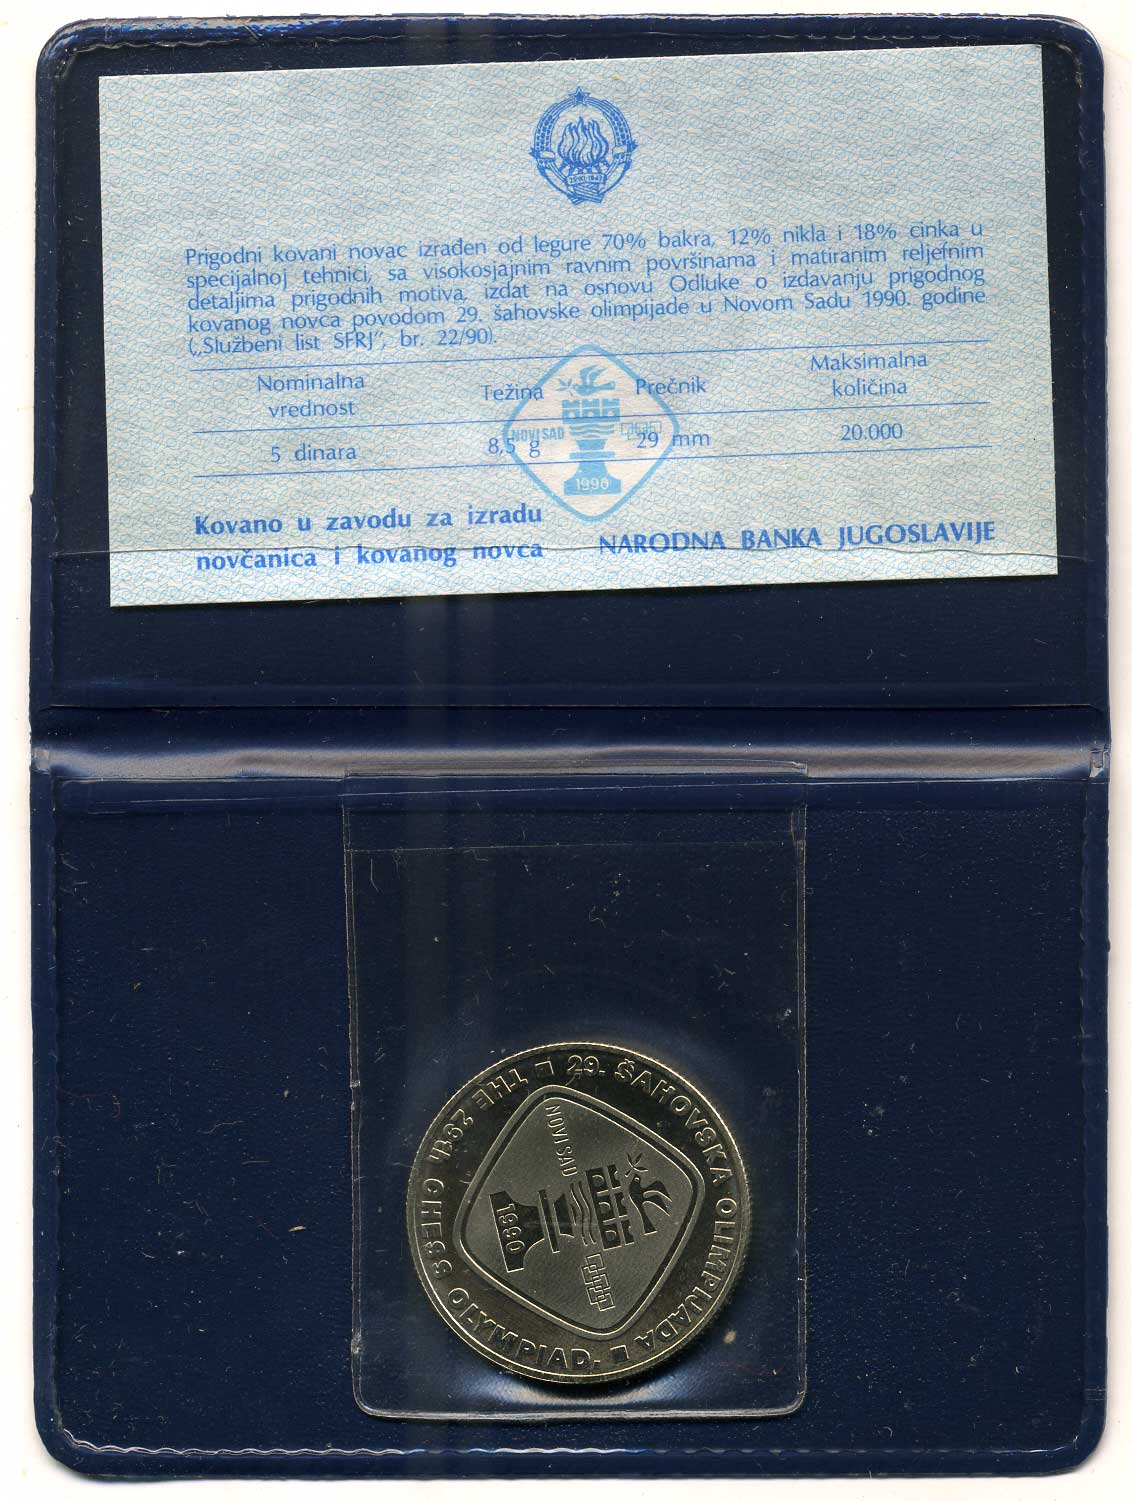 29·XI·1943
Prigodni kovani novac izrađen od legure 70% bakra, 12% nikla i 18% cinka u
specijalnoj tehnici, sa visokosjajnim ravnim površinama i matiranim reljefnim
detaljima prigodnih motiva, izdat na osnovu Odluke o izdavanju prigodnog
kovanog novca povodom 29. šahovske olimpijade u Novom Sadu 1990. godine
(„Službeni list SFRJ", br. 22/90).
Nominalna vrednost Težina Prečnik Maksimalna količina
5 dinara 8,5 g 29 mm 20.000
NOVI SAD
1990
Kovano u zavodu za izradu
novčanica i kovanog novca
NARODNA BANKA JUGOSLAVIJE
29. ŠAHOVSKA OLIMPIJADA
THE 29th CHESS OLYMPIAD.
NOVI SAD
1990